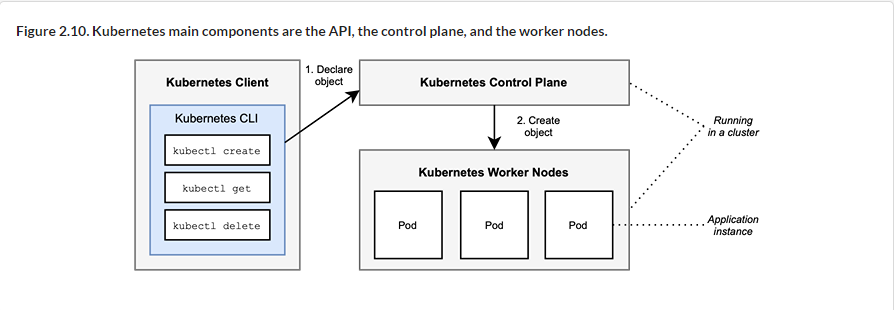 Figure 2.10. Kubernetes main components are the API, the control plane, and the worker nodes.
Kubernetes Client
Kubernetes CLI
kubectl create
kubectl get
kubectl delete
1. Declare
object
Kubernetes Control Plane
2. Create
object
Kubernetes Worker Nodes
Pod
Pod
Pod
Running
in a cluster
Application
instance